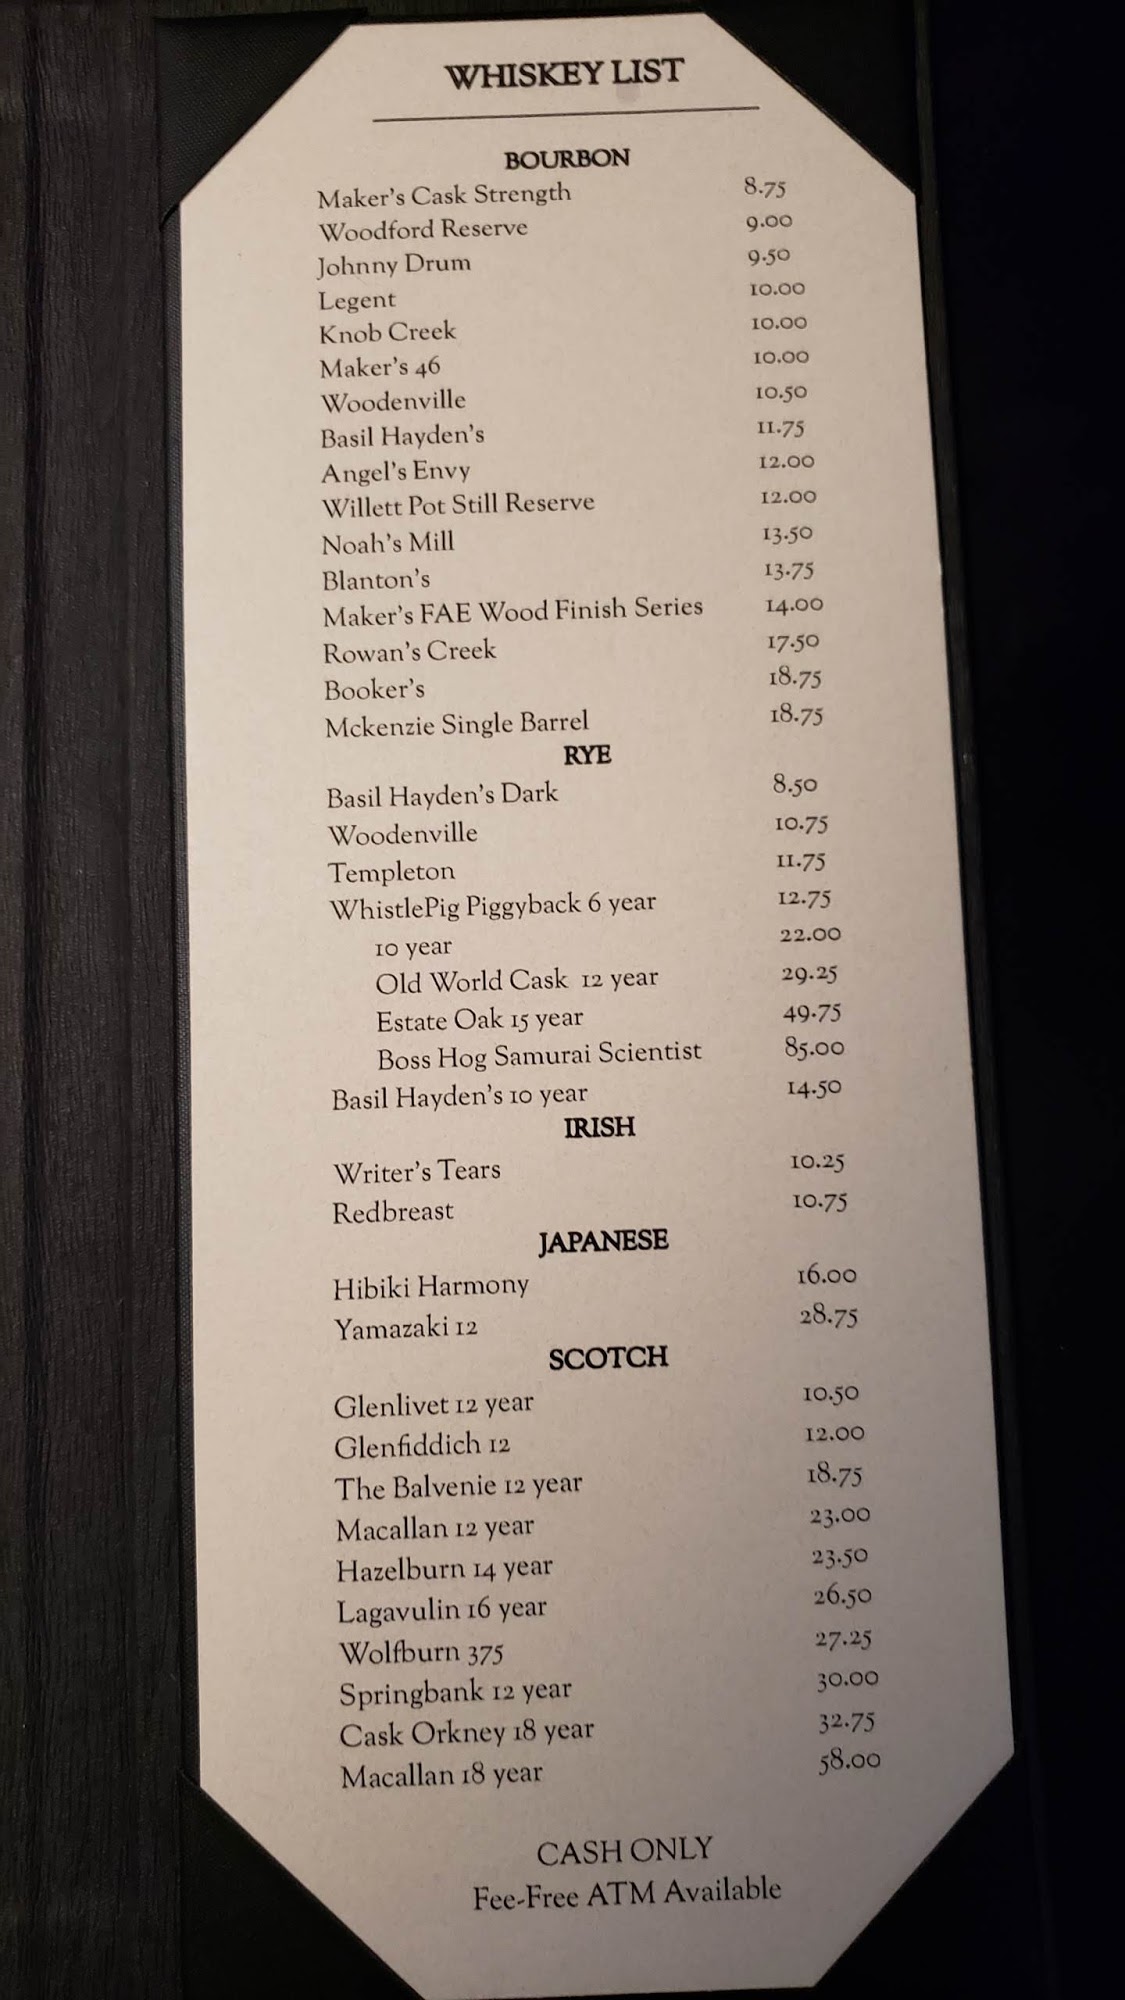 WHISKEY LIST
BOURBON
Maker's Cask Strength 8.75
Woodford Reserve 9.00
Johnny Drum 9.50
Legent 10.00
Knob Creek 10.00
Maker's 46 10.00
Woodenville 10.50
Basil Hayden's 11.75
Angel's Envy 12.00
Willett Pot Still Reserve 12.00
Noah's Mill 13.50
Blanton's 13.75
Maker's FAE Wood Finish Series 14.00
Rowan's Creek 17.50
Booker's 18.75
Mckenzie Single Barrel 18.75
RYE
Basil Hayden's Dark 8.50
Woodenville 10.75
Templeton 11.75
WhistlePig Piggyback 6 year 12.75
10 year 22.00
Old World Cask 12 year 29.25
Estate Oak 15 year 49.75
Boss Hog Samurai Scientist 85.00
Basil Hayden's 10 year 14.50
IRISH
Writer's Tears 10.25
Redbreast 10.75
JAPANESE
Hibiki Harmony 16.00
Yamazaki 12 28.75
SCOTCH
Glenlivet 12 year 10.50
Glenfiddich 12 12.00
The Balvenie 12 year 18.75
Macallan 12 year 23.00
Hazelburn 14 year 23.50
Lagavulin 16 year 26.50
Wolfburn 375 27.25
Springbank 12 year 30.00
Cask Orkney 18 year 32.75
Macallan 18 year 58.00
CASH ONLY
Fee-Free ATM Available